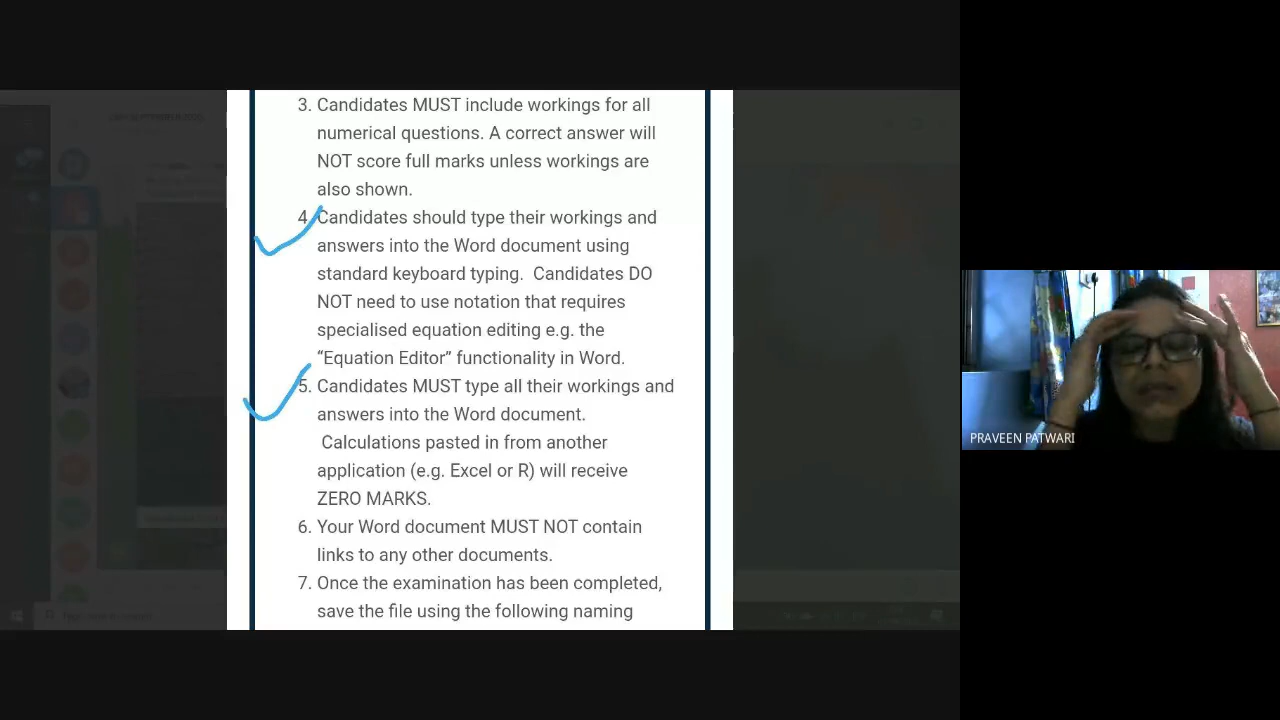 3. Candidates MUST include workings for all
numerical questions. A correct answer will
NOT score full marks unless workings are
also shown.
4. Candidates should type their workings and
answers into the Word document using
standard keyboard typing.  Candidates DO
NOT need to use notation that requires
specialised equation editing e.g. the
“Equation Editor” functionality in Word.
5. Candidates MUST type all their workings and
answers into the Word document.
Calculations pasted in from another
application (e.g. Excel or R) will receive
ZERO MARKS.
6. Your Word document MUST NOT contain
links to any other documents.
7. Once the examination has been completed,
save the file using the following naming
PRAVEEN PATWARI